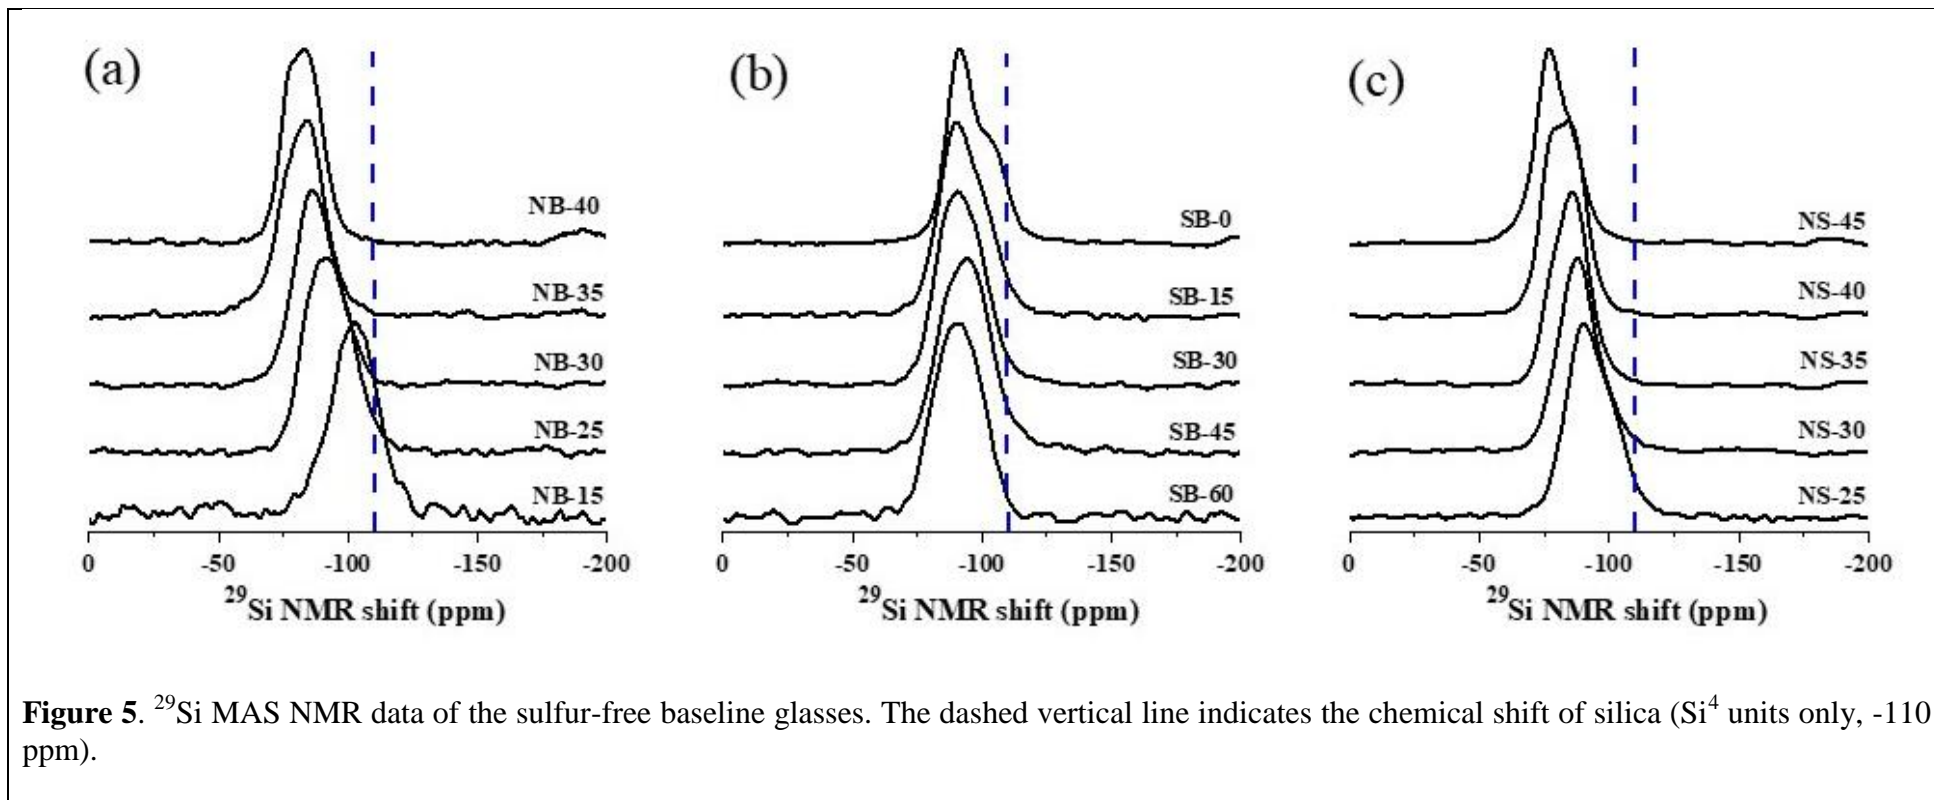 (a)
NB-40
NB-35
NB-30
NB-25
NB-15
0 -50 -100 -150 -200
²⁹Si NMR shift (ppm)
(b)
SB-0
SB-15
SB-30
SB-45
SB-60
0 -50 -100 -150 -200
²⁹Si NMR shift (ppm)
(c)
NS-45
NS-40
NS-35
NS-30
NS-25
0 -50 -100 -150 -200
²⁹Si NMR shift (ppm)
Figure 5. ²⁹Si MAS NMR data of the sulfur-free baseline glasses. The dashed vertical line indicates the chemical shift of silica (Si⁴ units only, -110
ppm).